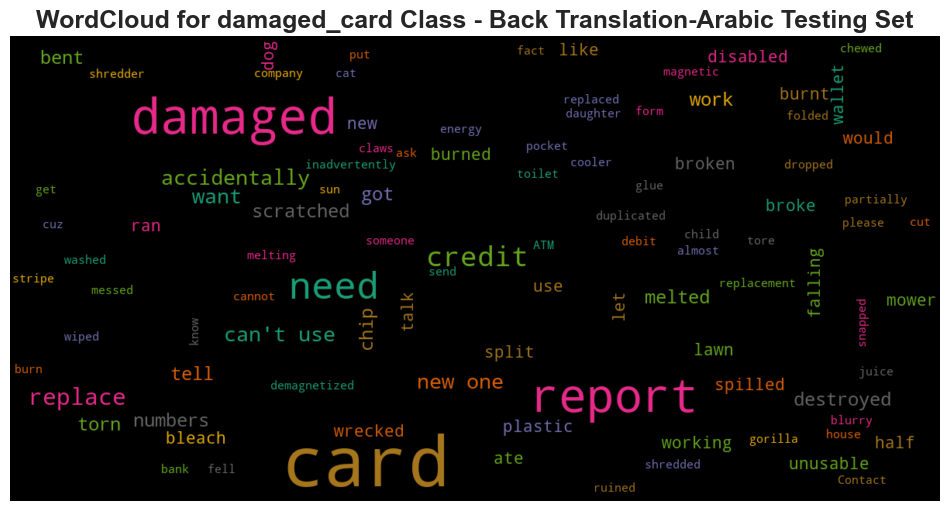 WordCloud for damaged_card Class - Back Translation-Arabic Testing Set
bent
dog
put
fact
like
disabled
chewed
shredder
company
cat
magnetic
wallet
damaged
new
energy
replaced
daughter
form
work
burnt
folded
would
claws
ask
inadvertently
burned
pocket
cooler
toilet
broken
dropped
accidentally
get
want
sun
got
scratched
glue
duplicated
broke
partially
please
cut
cuz
ran
someone
child
debit
almost
tore
washed
melting
credit
ATM
send
stripe
messed
cannot
need
use
let
melted
replacement
falling
mower
snapped
wiped
know
can't use
chip
talk
split
lawn
burn
tell
demagnetized
new one
report
spilled
juice
replace
destroyed
torn
numbers
bleach
wrecked
plastic
blurry
house
working
gorilla
half
bank
fell
card
ate
shredded
unusable
ruined
Contact